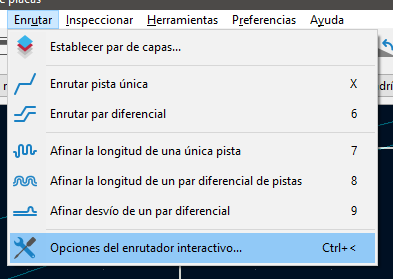 de placas
Enrutar Inspeccionar Herramientas Preferencias Ayuda
Establecer par de capas...
Enrutar pista única X
Enrutar par diferencial 6
Afinar la longitud de una única pista 7
Afinar la longitud de un par diferencial de pistas 8
Afinar desvío de un par diferencial 9
Opciones del enrutador interactivo... Ctrl+<